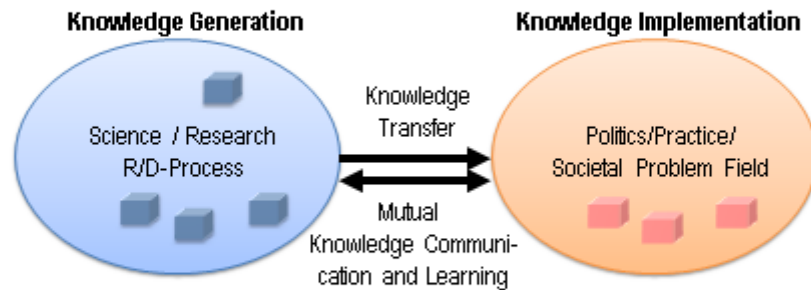 Knowledge Generation
Knowledge Implementation
Science / Research
R/D-Process
Knowledge
Transfer
Mutual
Knowledge Communi-
cation and Learning
Politics/Practice/
Societal Problem Field